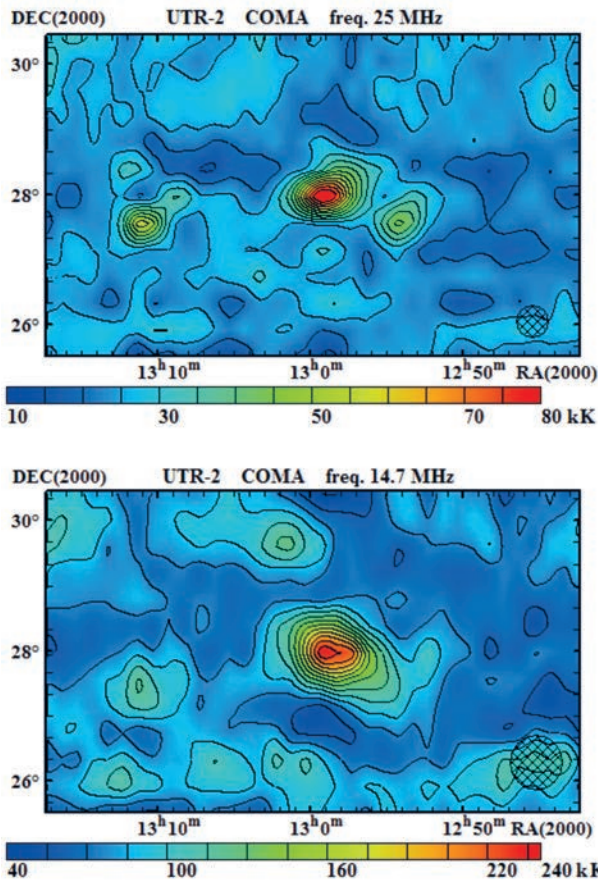 DEC(2000) UTR-2 COMA freq. 25 MHz
30°
28°
26°
13ʰ10ᵐ 13ʰ0ᵐ 12ʰ50ᵐ RA(2000)
10 30 50 70 80 kK
DEC(2000) UTR-2 COMA freq. 14.7 MHz
30°
28°
26°
13ʰ10ᵐ 13ʰ0ᵐ 12ʰ50ᵐ RA(2000)
40 100 160 220 240 kK